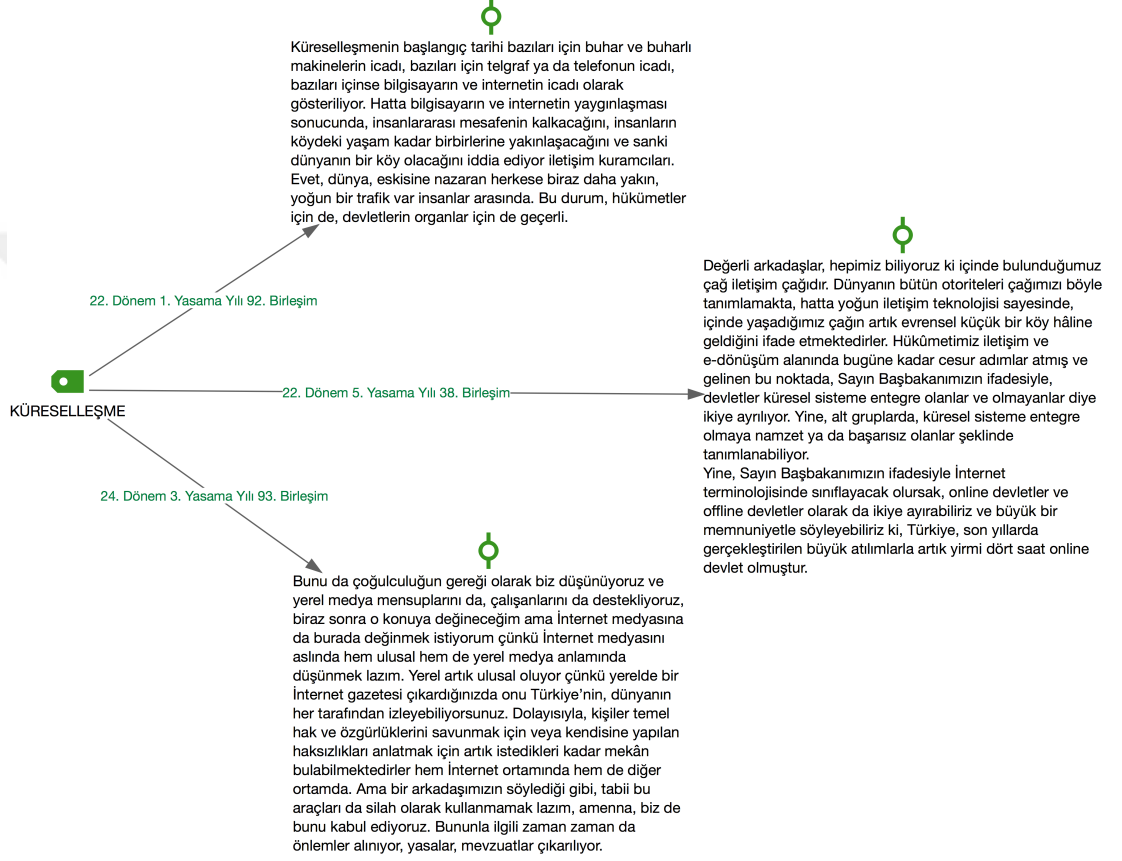 Küreselleşmenin başlangıç tarihi bazıları için buhar ve buharlı
makinelerin icadı, bazıları için telgraf ya da telefonun icadı,
bazıları içinse bilgisayarın ve internetin icadı olarak
gösteriliyor. Hatta bilgisayarın ve internetin yaygınlaşması
sonucunda, insanlararası mesafenin kalkacağını, insanların
köydeki yaşam kadar birbirlerine yakınlaşacağını ve sanki
dünyanın bir köy olacağını iddia ediyor iletişim kuramcıları.
Evet, dünya, eskisine nazaran herkese biraz daha yakın,
yoğun bir trafik var insanlar arasında. Bu durum, hükümetler
için de, devletlerin organlar için de geçerli.
22. Dönem 1. Yasama Yılı 92. Birleşim
KÜRESELLEŞME
22. Dönem 5. Yasama Yılı 38. Birleşim
Değerli arkadaşlar, hepimiz biliyoruz ki içinde bulunduğumuz
çağ iletişim çağıdır. Dünyanın bütün otoriteleri çağımızı böyle
tanımlamakta, hatta yoğun iletişim teknolojisi sayesinde,
içinde yaşadığımız çağın artık evrensel küçük bir köy hâline
geldiğini ifade etmektedirler. Hükûmetimiz iletişim ve
e-dönüşüm alanında bugüne kadar cesur adımlar atmış ve
gelinen bu noktada, Sayın Başbakanımızın ifadesiyle,
devletler küresel sisteme entegre olanlar ve olmayanlar diye
ikiye ayrılıyor. Yine, alt gruplarda, küresel sisteme entegre
olmaya namzet ya da başarısız olanlar şeklinde
tanımlanabiliyor.
Yine, Sayın Başbakanımızın ifadesiyle İnternet
terminolojisinde sınıflayacak olursak, online devletler ve
offline devletler olarak da ikiye ayırabiliriz ve büyük bir
memnuniyetle söyleyebiliriz ki, Türkiye, son yıllarda
gerçekleştirilen büyük atılımlarla artık yirmi dört saat online
devlet olmuştur.
24. Dönem 3. Yasama Yılı 93. Birleşim
Bunu da çoğulculuğun gereği olarak biz düşünüyoruz ve
yerel medya mensuplarını da, çalışanlarını da destekliyoruz,
biraz sonra o konuya değineceğim ama İnternet medyasına
da burada değinmek istiyorum çünkü İnternet medyasını
aslında hem ulusal hem de yerel medya anlamında
düşünmek lazım. Yerel artık ulusal oluyor çünkü yerelde bir
İnternet gazetesi çıkardığınızda onu Türkiye'nin, dünyanın
her tarafından izleyebiliyorsunuz. Dolayısıyla, kişiler temel
hak ve özgürlüklerini savunmak için veya kendisine yapılan
haksızlıkları anlatmak için artık istedikleri kadar mekân
bulabilmektedirler hem İnternet ortamında hem de diğer
ortamda. Ama bir arkadaşımızın söylediği gibi, tabii bu
araçları da silah olarak kullanmamak lazım, amenna, biz de
bunu kabul ediyoruz. Bununla ilgili zaman zaman da
önlemler alınıyor, yasalar, mevzuatlar çıkarılıyor.